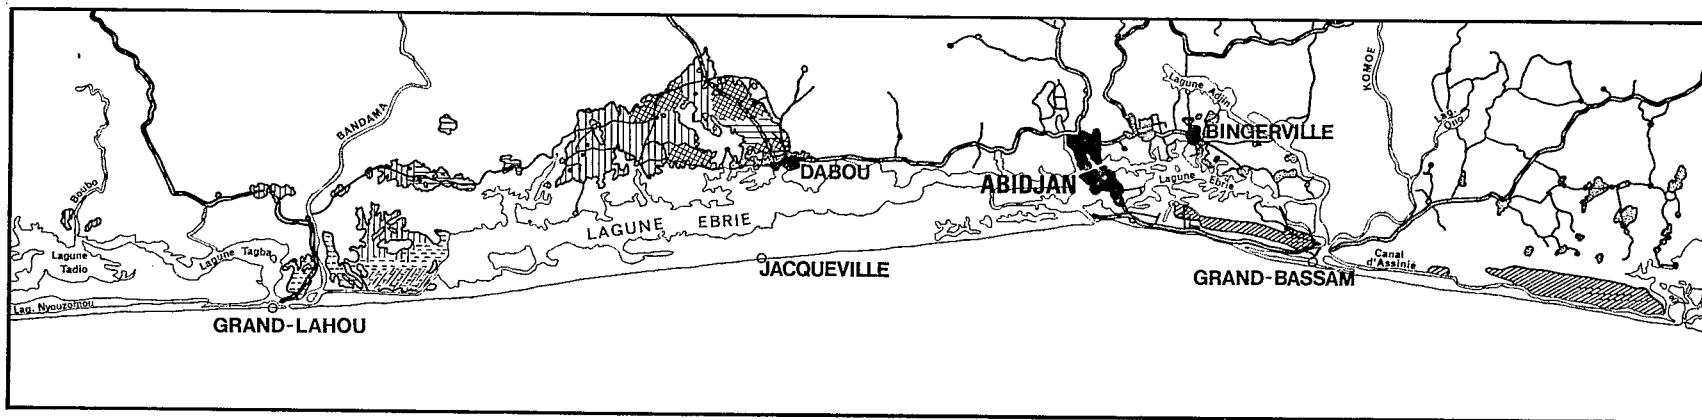 KOMOE
Lagune Adjin
BANDAMA
Lag.
Ono
BINGERVILLE
DABOU
ABIDJAN
Lagune Ebrie
Boubo
LAGUNE EBRIE
Lagune
Tadio
Lagune Tagba
JACQUEVILLE
Canal
d'Assinie
GRAND-BASSAM
Lag. Nyouzomou
GRAND-LAHOU